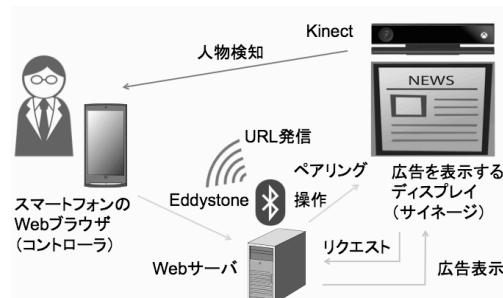 Kinect
人物検知
NEWS
URL発信
Eddystone
ペアリング
操作
スマートフォンの
Webブラウザ
(コントローラ)
広告を表示する
ディスプレイ
(サイネージ)
Webサーバ
リクエスト
広告表示